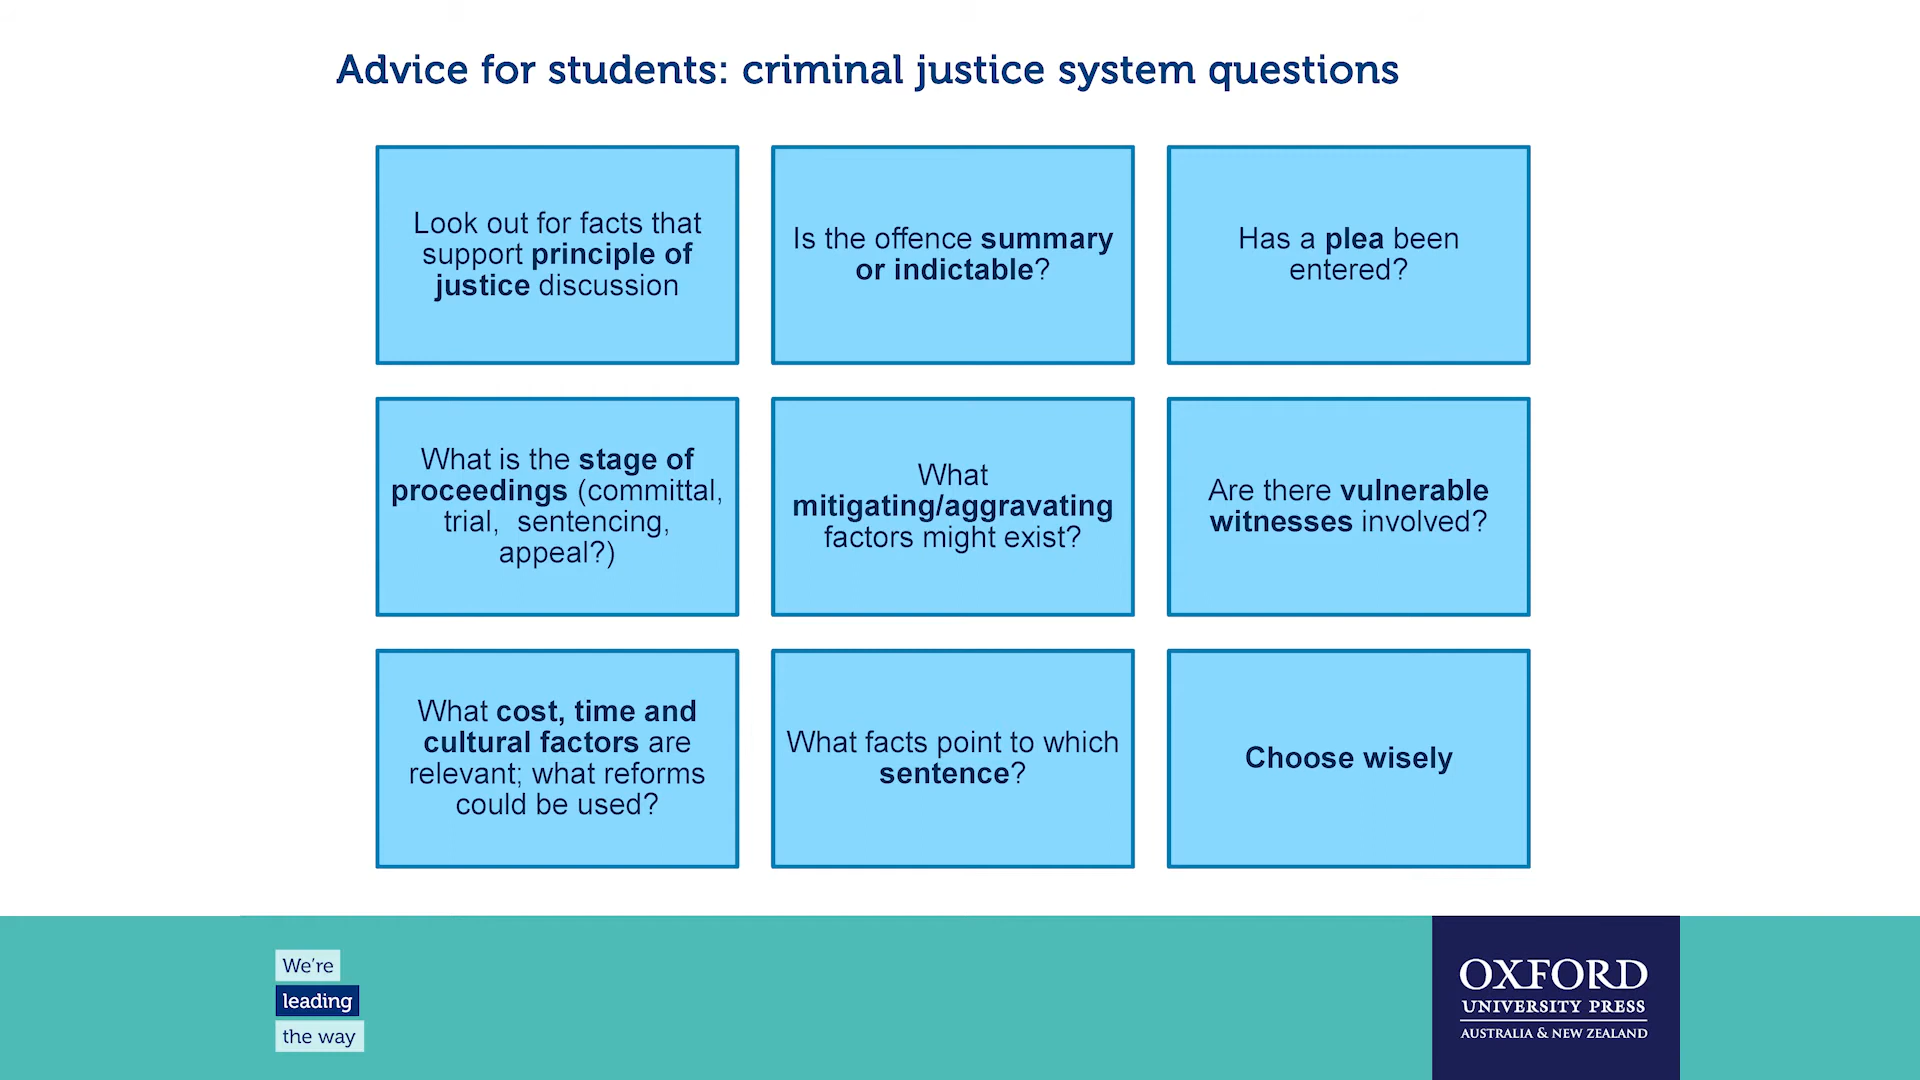 Advice for students: criminal justice system questions
Look out for facts that
support principle of
justice discussion
Is the offence summary
or indictable?
Has a plea been
entered?
What is the stage of
proceedings (committal,
trial, sentencing,
appeal?)
What
mitigating/aggravating
factors might exist?
Are there vulnerable
witnesses involved?
What cost, time and
cultural factors are
relevant; what reforms
could be used?
What facts point to which
sentence?
Choose wisely
We're
leading
the way
OXFORD
UNIVERSITY PRESS
AUSTRALIA & NEW ZEALAND